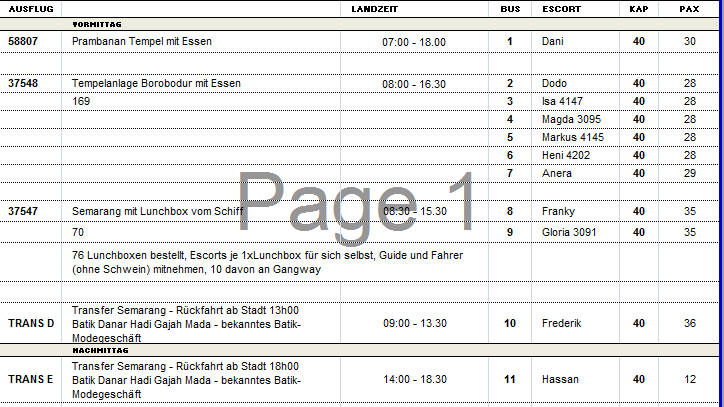 AUSFLUG LANDZEIT BUS ESCORT KAP PAX
VORMITTAG
58807 Prambanan Tempel mit Essen 07:00 - 18.00 1 Dani 40 30
37548 Tempelanlage Borobodur mit Essen 08:00 - 16.30 2 Dodo 40 28
169 3 Isa 4147 40 28
4 Magda 3095 40 28
5 Markus 4145 40 28
6 Heni 4202 40 28
7 Anera 40 29
Page 1
37547 Semarang mit Lunchbox vom Schiff 08:30 - 15.30 8 Franky 40 35
70 9 Gloria 3091 40 35
76 Lunchboxen bestellt, Escorts je 1xLunchbox für sich selbst, Guide und Fahrer
(ohne Schwein) mitnehmen, 10 davon an Gangway
Transfer Semarang - Rückfahrt ab Stadt 13h00
TRANS D Batik Danar Hadi Gajah Mada - bekanntes Batik- 09:00 - 13.30 10 Frederik 40 36
Modegeschäft
NACHMITTAG
Transfer Semarang - Rückfahrt ab Stadt 18h00
TRANS E Batik Danar Hadi Gajah Mada - bekanntes Batik- 14:00 - 18.30 11 Hassan 40 12
Modegeschäft